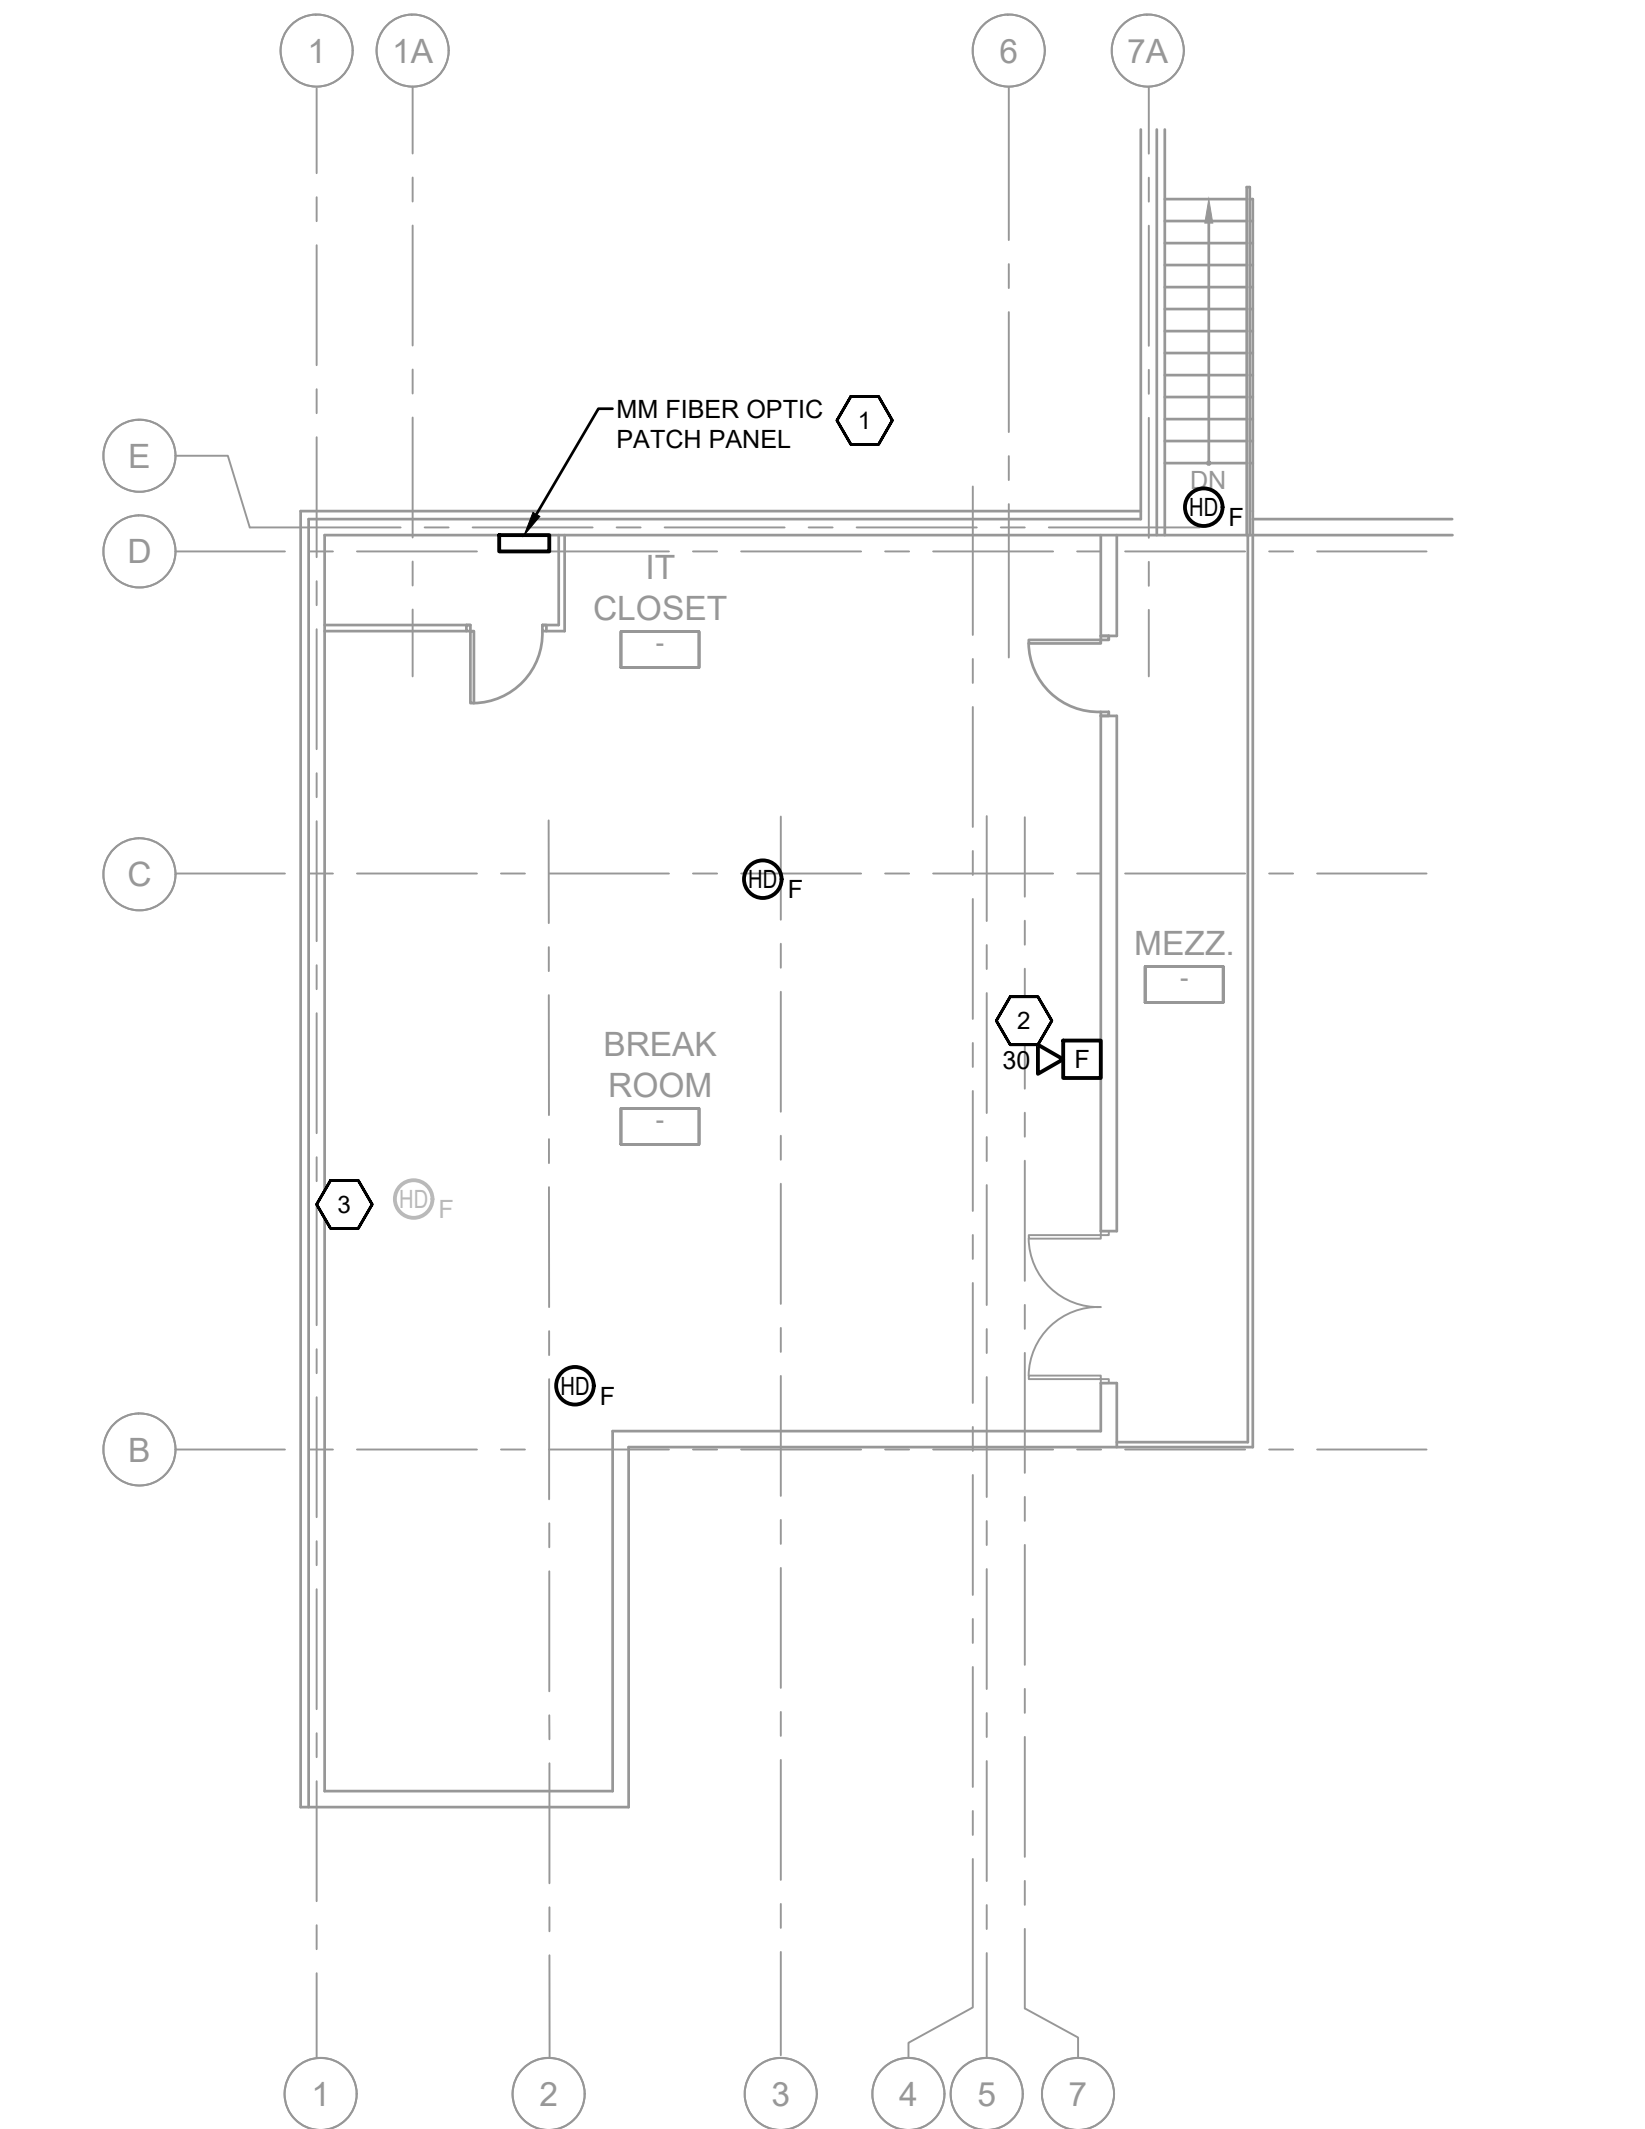 1
1A
6
7A
MM FIBER OPTIC
PATCH PANEL
1
E
DN
HD F
D
IT
CLOSET
-
C
HD F
MEZZ.
-
2
BREAK
ROOM
-
30
F
3
HD F
HD F
B
1
2
3
4
5
7